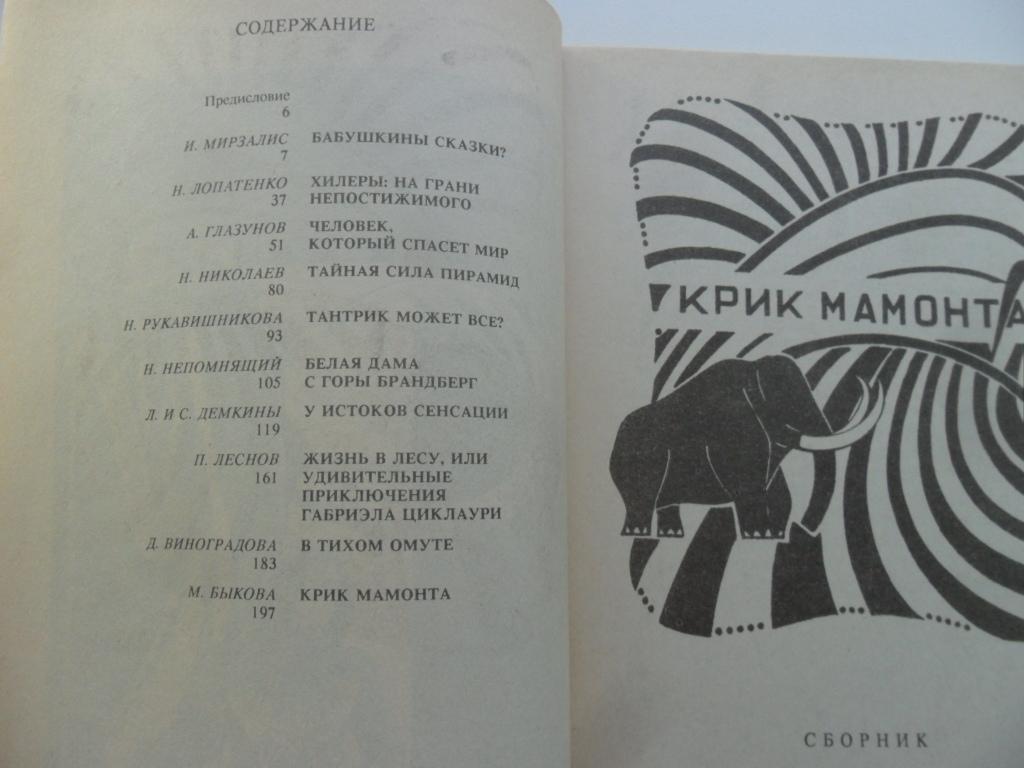 СОДЕРЖАНИЕ
Предисловие
6
И. МИРЗАЛИС
7
БАБУШКИНЫ СКАЗКИ?
Н. ЛОПАТЕНКО
37
ХИЛЕРЫ: НА ГРАНИ
НЕПОСТИЖИМОГО
А. ГЛАЗУНОВ
51
ЧЕЛОВЕК,
КОТОРЫЙ СПАСЕТ МИР
Н. НИКОЛАЕВ
80
ТАЙНАЯ СИЛА ПИРАМИД
Н. РУКАВИШНИКОВА
93
ТАНТРИК МОЖЕТ ВСЕ?
Н. НЕПОМНЯЩИЙ
105
БЕЛАЯ ДАМА
С ГОРЫ БРАНДБЕРГ
Л. И С. ДЕМКИНЫ
119
У ИСТОКОВ СЕНСАЦИИ
П. ЛЕСНОВ
161
ЖИЗНЬ В ЛЕСУ, ИЛИ
УДИВИТЕЛЬНЫЕ
ПРИКЛЮЧЕНИЯ
ГАБРИЭЛА ЦИКЛАУРИ
Д. ВИНОГРАДОВА
183
В ТИХОМ ОМУТЕ
М. БЫКОВА
197
КРИК МАМОНТА
КРИК МАМОНТА
СБОРНИК